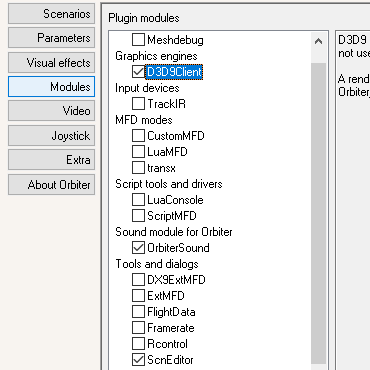 Scenarios
Parameters
Visual effects
Modules
Video
Joystick
Extra
About Orbiter
Plugin modules
Meshdebug
Graphics engines
D3D9Client
Input devices
TrackIR
MFD modes
CustomMFD
LuaMFD
transx
Script tools and drivers
LuaConsole
ScriptMFD
Sound module for Orbiter
OrbiterSound
Tools and dialogs
DX9ExtMFD
ExtMFD
FlightData
Framerate
Rcontrol
ScnEditor
D3D9
not use
A rend
Orbiter